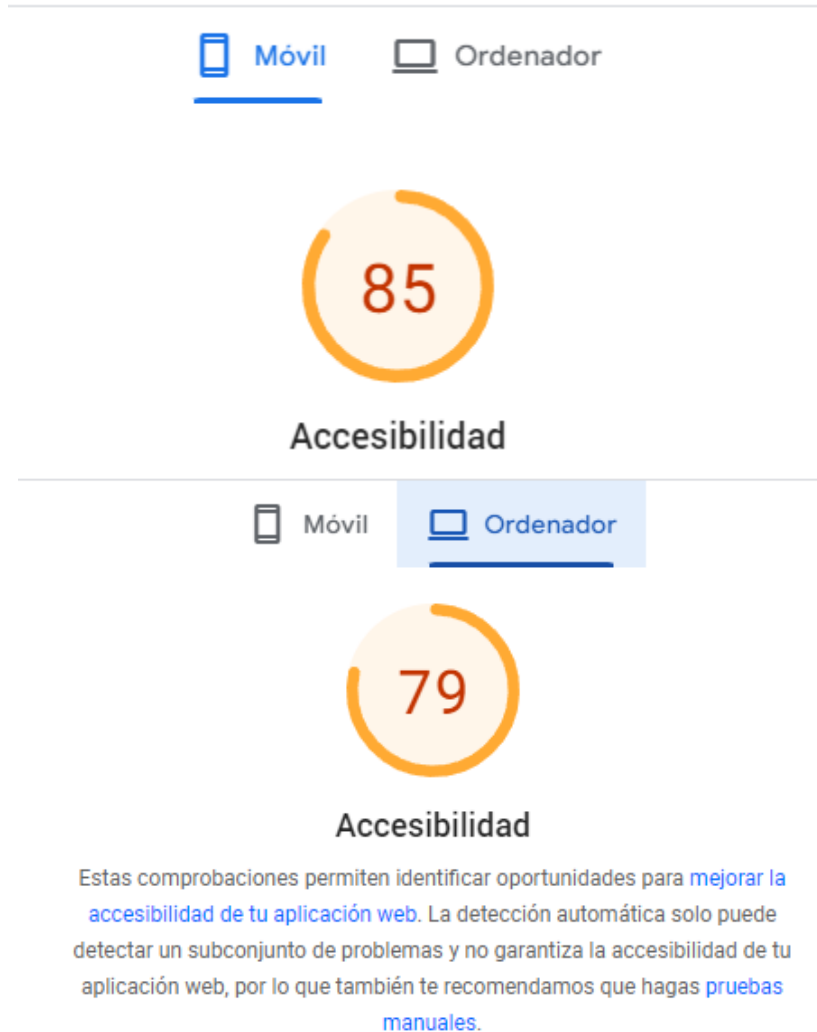 Móvil Ordenador
85
Accesibilidad
Móvil Ordenador
79
Accesibilidad
Estas comprobaciones permiten identificar oportunidades para mejorar la
accesibilidad de tu aplicación web. La detección automática solo puede
detectar un subconjunto de problemas y no garantiza la accesibilidad de tu
aplicación web, por lo que también te recomendamos que hagas pruebas
manuales.